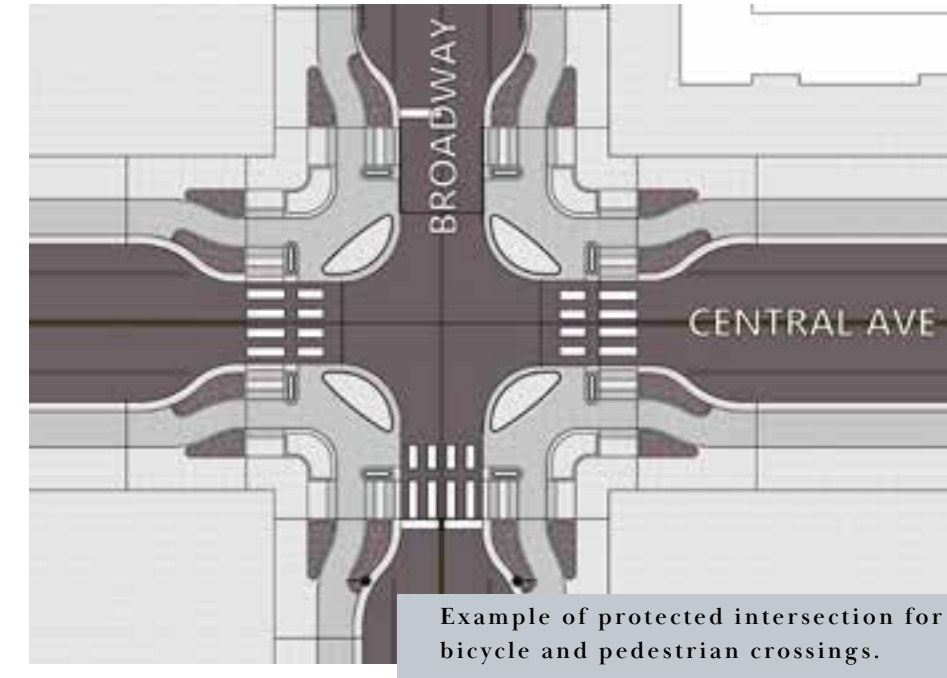 BROADWAY
CENTRAL AVE
Example of protected intersection for
bicycle and pedestrian crossings.